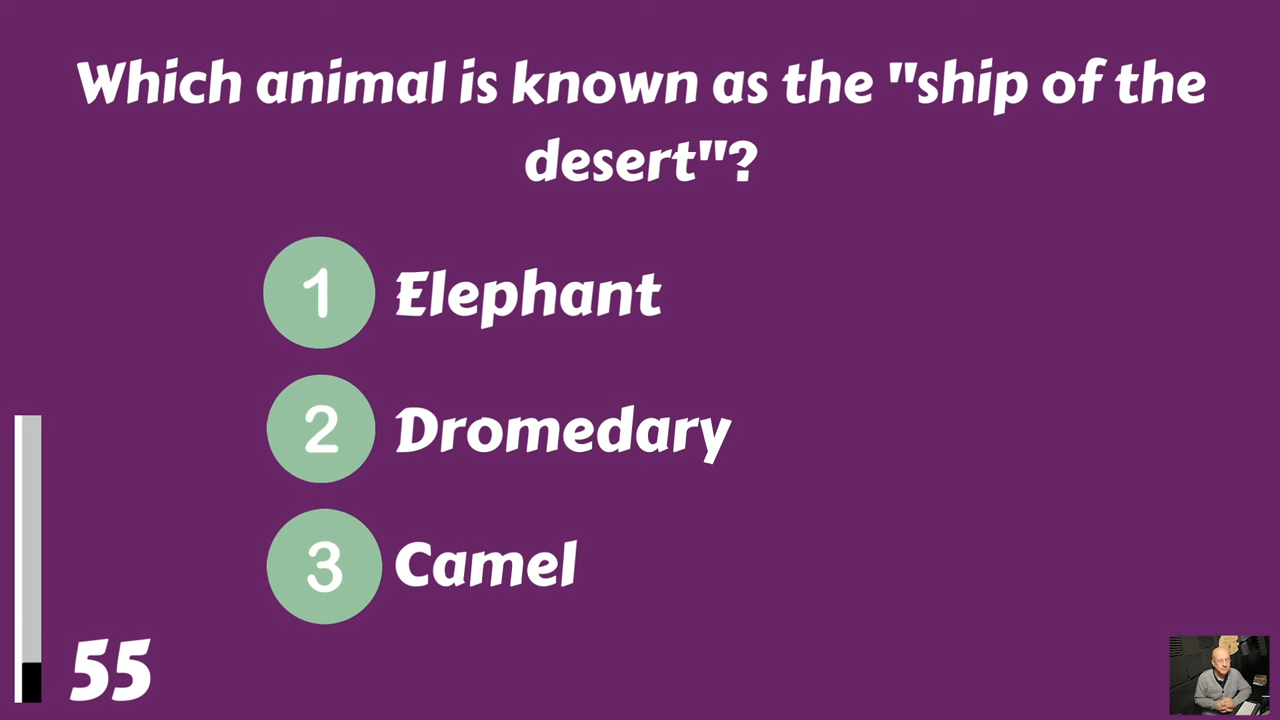 Which animal is known as the "ship of the
desert"?
1 Elephant
2 Dromedary
3 Camel
55